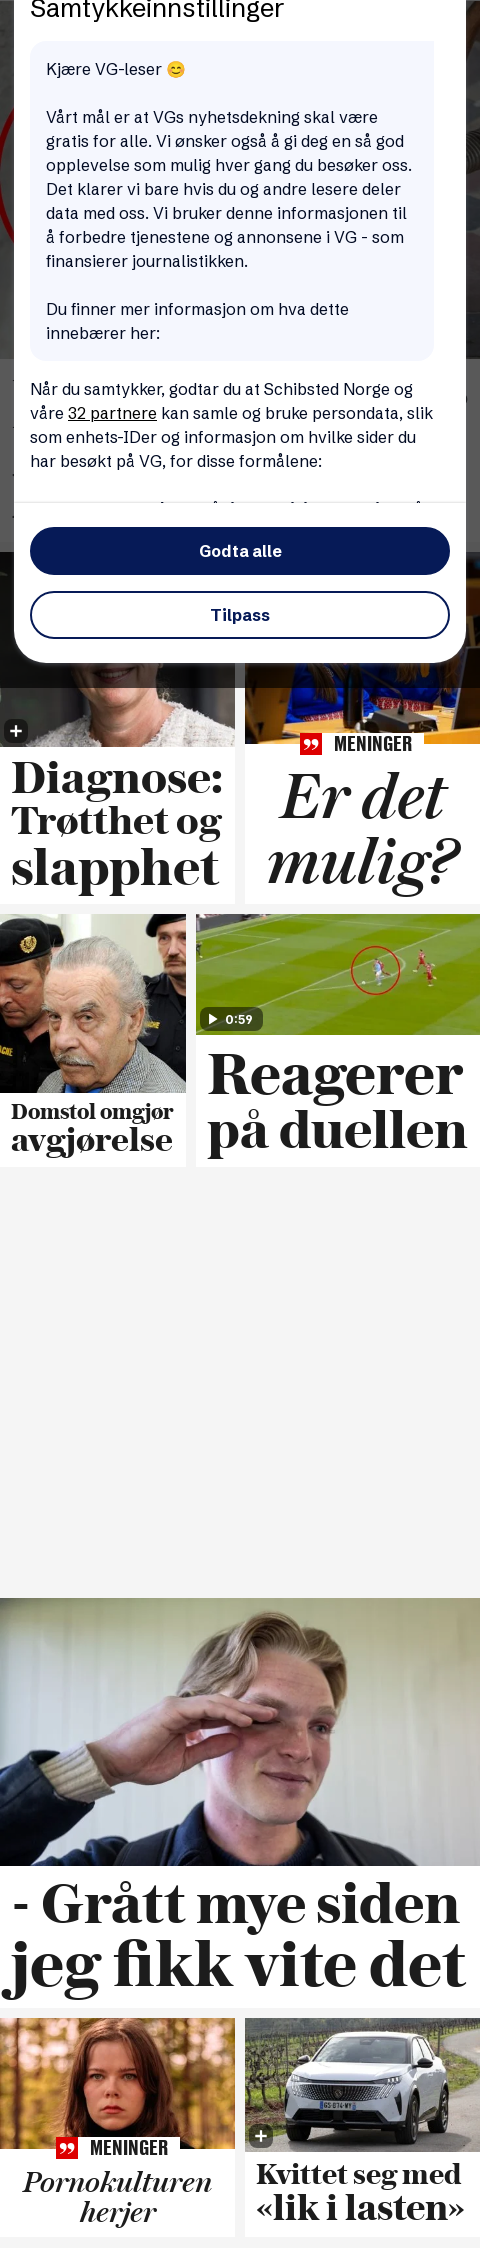 Samtykkeinnstillinger
Kjære VG-leser 😊
Vårt mål er at VGs nyhetsdekning skal være
gratis for alle. Vi ønsker også å gi deg en så god
opplevelse som mulig hver gang du besøker oss.
Det klarer vi bare hvis du og andre lesere deler
data med oss. Vi bruker denne informasjonen til
å forbedre tjenestene og annonsene i VG - som
finansierer journalistikken.
Du finner mer informasjon om hva dette
innebærer her:
Når du samtykker, godtar du at Schibsted Norge og
våre 32 partnere kan samle og bruke persondata, slik
som enhets-IDer og informasjon om hvilke sider du
har besøkt på VG, for disse formålene:
Godta alle
Tilpass
Diagnose:
Trøtthet og
slapphet
MENINGER
Er det
mulig?
Domstol omgjør
avgjørelse
0:59
Reagerer
på duellen
- Grått mye siden
jeg fikk vite det
MENINGER
Pornokulturen
herjer
Kvittet seg med
«lik i lasten»